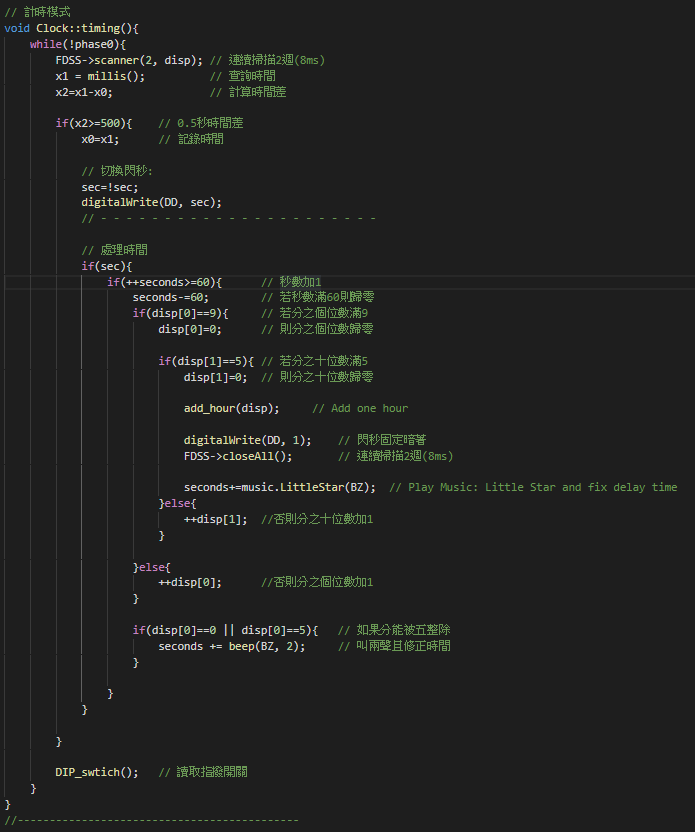 // 計時模式
void Clock::timing(){
while(!phase0){
FDSS->scanner(2, disp); // 連續掃描2週(8ms)
x1 = millis(); // 查詢時間
x2=x1-x0; // 計算時間差
if(x2>=500){ // 0.5秒時間差
x0=x1; // 記錄時間
// 切換閃秒:
sec=!sec;
digitalWrite(DD, sec);
// - - - - - - - - - - - - - - - - - - - - - -
// 處理時間
if(sec){
if(++seconds>=60){ // 秒數加1
seconds-=60; // 若秒數滿60則歸零
if(disp[0]==9){ // 若分之個位數滿9
disp[0]=0; // 則分之個位數歸零
if(disp[1]==5){ // 若分之十位數滿5
disp[1]=0; // 則分之十位數歸零
add_hour(disp); // Add one hour
digitalWrite(DD, 1); // 閃秒固定暗著
FDSS->closeAll(); // 連續掃描2週(8ms)
seconds+=music.LittleStar(BZ); // Play Music: Little Star and fix delay time
}else{
++disp[1]; //否則分之十位數加1
}
}else{
++disp[0]; //否則分之個位數加1
}
if(disp[0]==0 || disp[0]==5){ // 如果分能被五整除
seconds += beep(BZ, 2); // 叫兩聲且修正時間
}
}
}
}
DIP_swtich(); // 讀取指撥開關
}
}
//--------------------------------------------